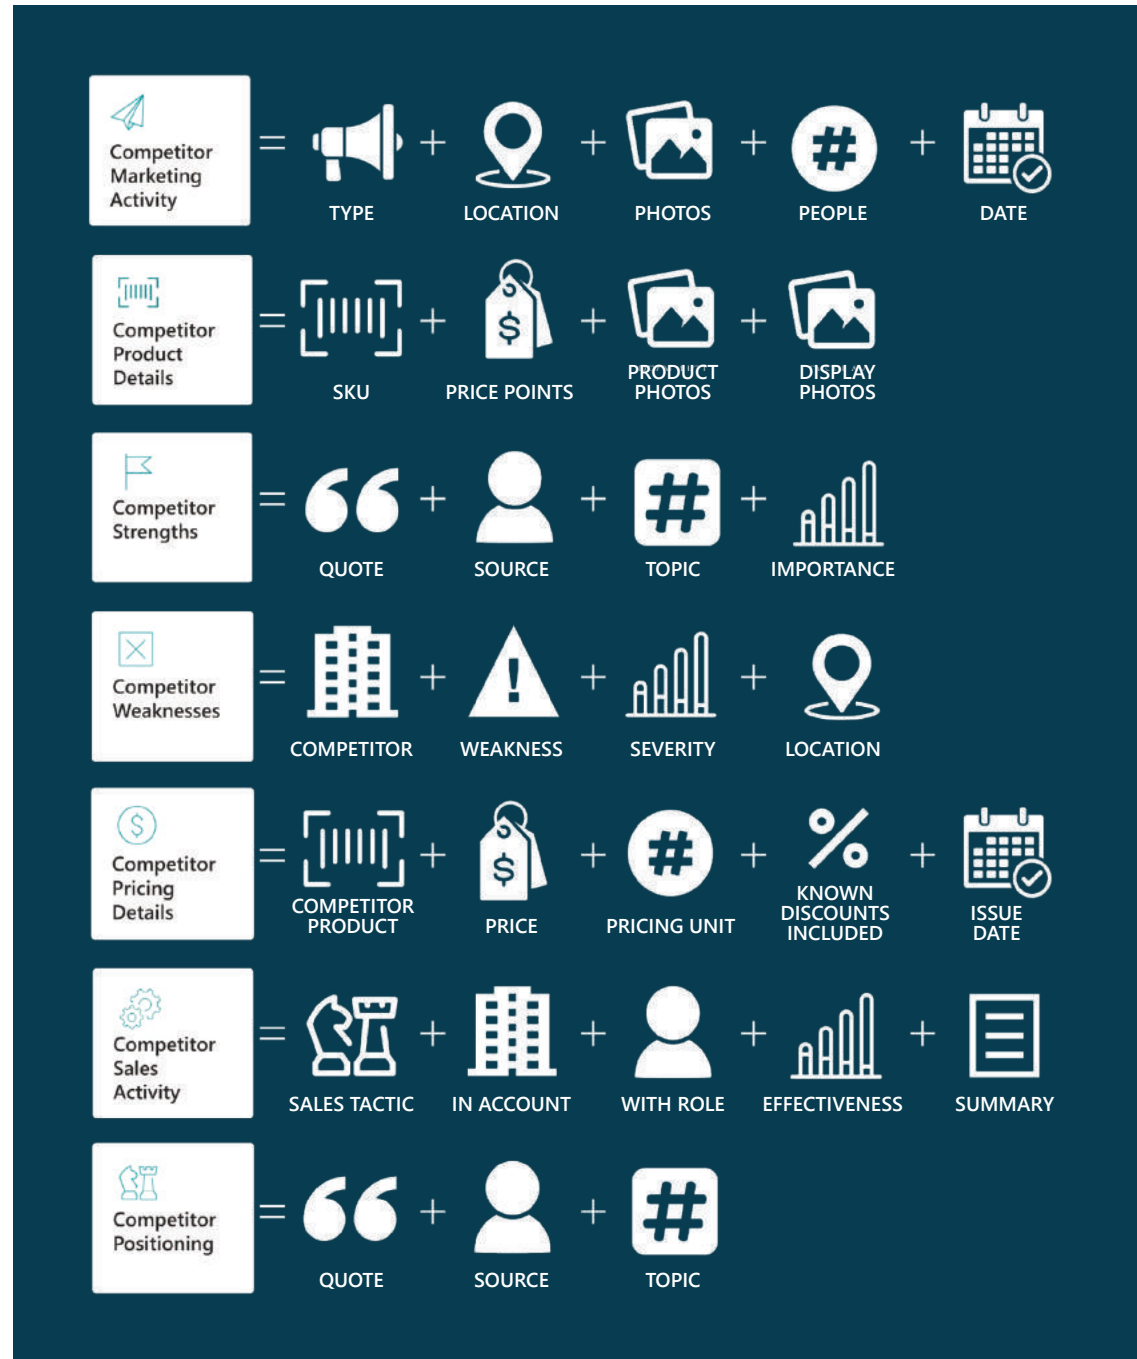 Competitor
Marketing
Activity
=
+
+
+
+
TYPE
LOCATION
PHOTOS
PEOPLE
DATE
Competitor
Product
Details
=
+
$
+
+
SKU
PRICE POINTS
PRODUCT
PHOTOS
DISPLAY
PHOTOS
Competitor
Strengths
=
“
+
+
#
+
QUOTE
SOURCE
TOPIC
IMPORTANCE
Competitor
Weaknesses
=
+
!
+
+
COMPETITOR
WEAKNESS
SEVERITY
LOCATION
$
Competitor
Pricing
Details
=
+
$
+
#
+
%
+
COMPETITOR
PRODUCT
PRICE
PRICING UNIT
KNOWN
DISCOUNTS
INCLUDED
ISSUE
DATE
Competitor
Sales
Activity
=
+
+
+
+
SALES TACTIC
IN ACCOUNT
WITH ROLE
EFFECTIVENESS
SUMMARY
Competitor
Positioning
=
“
+
+
#
QUOTE
SOURCE
TOPIC